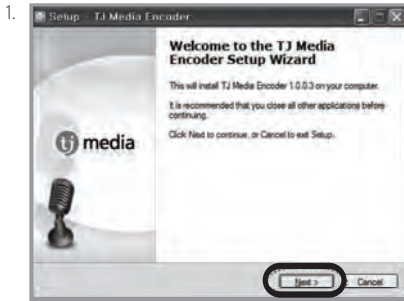 1.
Setup - TJ Media Encoder
Welcome to the TJ Media
Encoder Setup Wizard
This will install TJ Media Encoder 1.0.0.3 on your computer.
It is recommended that you close all other applications before
continuing.
Click Next to continue, or Cancel to exit Setup.
tj media
Next >
Cancel